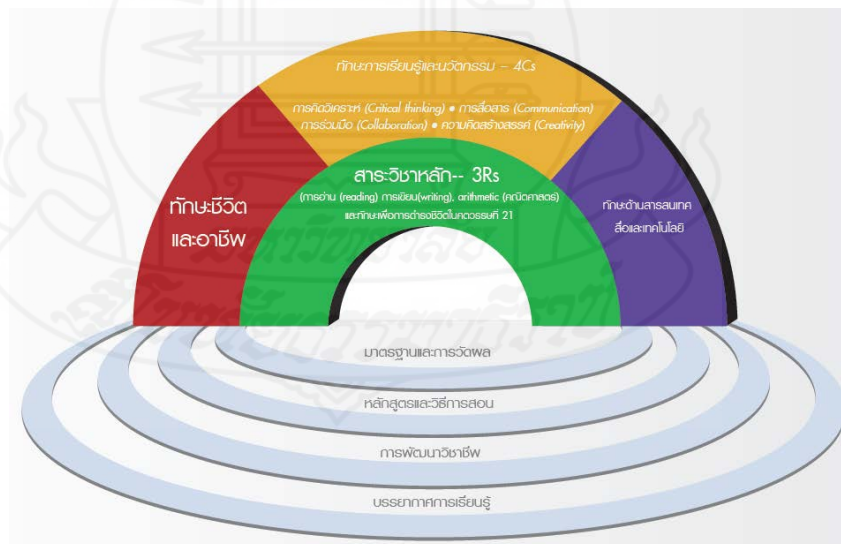 ทักษะการเรียนรู้และนวัตกรรม – 4Cs
การคิดวิเคราะห์ (Critical thinking) ● การสื่อสาร (Communication)
การร่วมมือ (Collaboration) ● ความคิดสร้างสรรค์ (Creativity)
สาระวิชาหลัก-- 3Rs
(การอ่าน (reading) การเขียน(writing), arithmetic (คณิตศาสตร์)
และทักษะเพื่อการดำรงชีวิตในศตวรรษที่ 21
ทักษะชีวิต
และอาชีพ
ทักษะด้านสารสนเทศ
สื่อและเทคโนโลยี
มาตรฐานและการวัดผล
หลักสูตรและวิธีการสอน
การพัฒนาวิชาชีพ
บรรยากาศการเรียนรู้